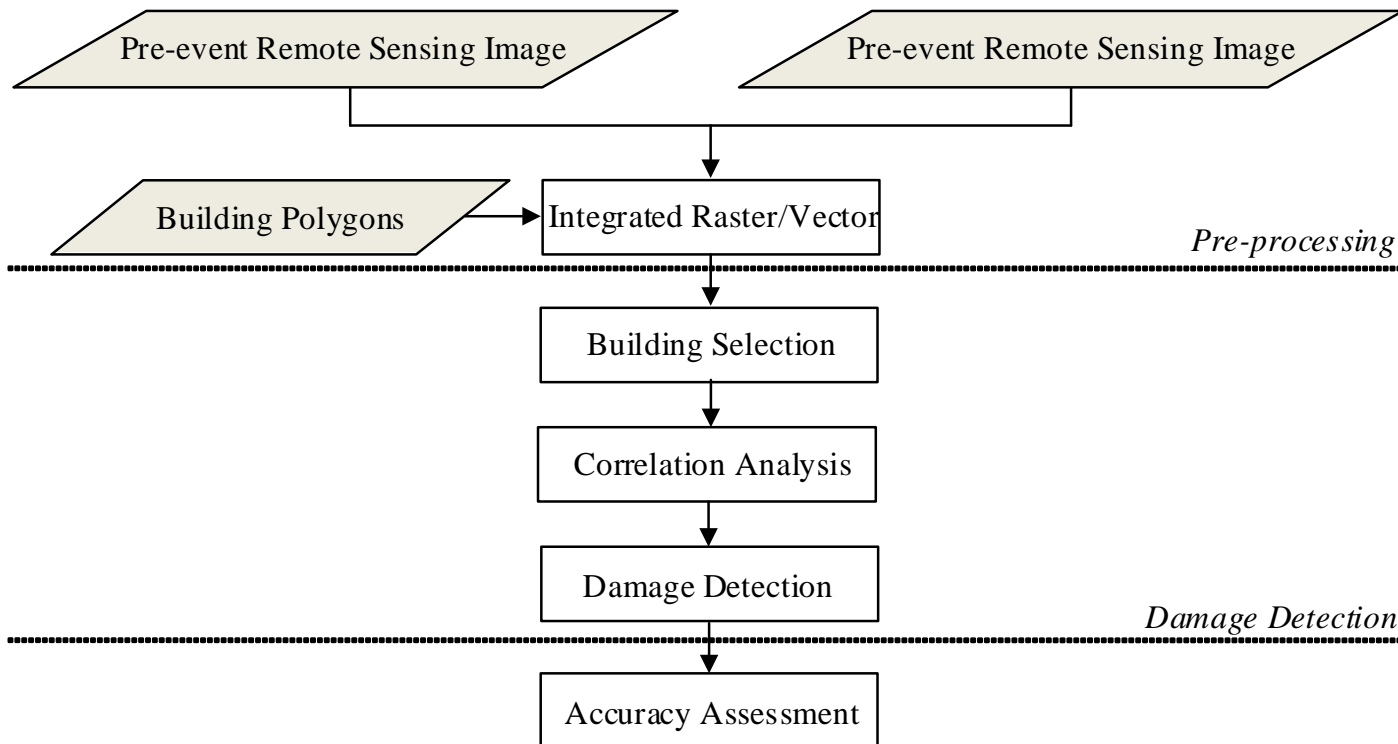 Pre-event Remote Sensing Image
Pre-event Remote Sensing Image
Building Polygons
Integrated Raster/Vector
Pre-processing
Building Selection
Correlation Analysis
Damage Detection
Damage Detection
Accuracy Assessment